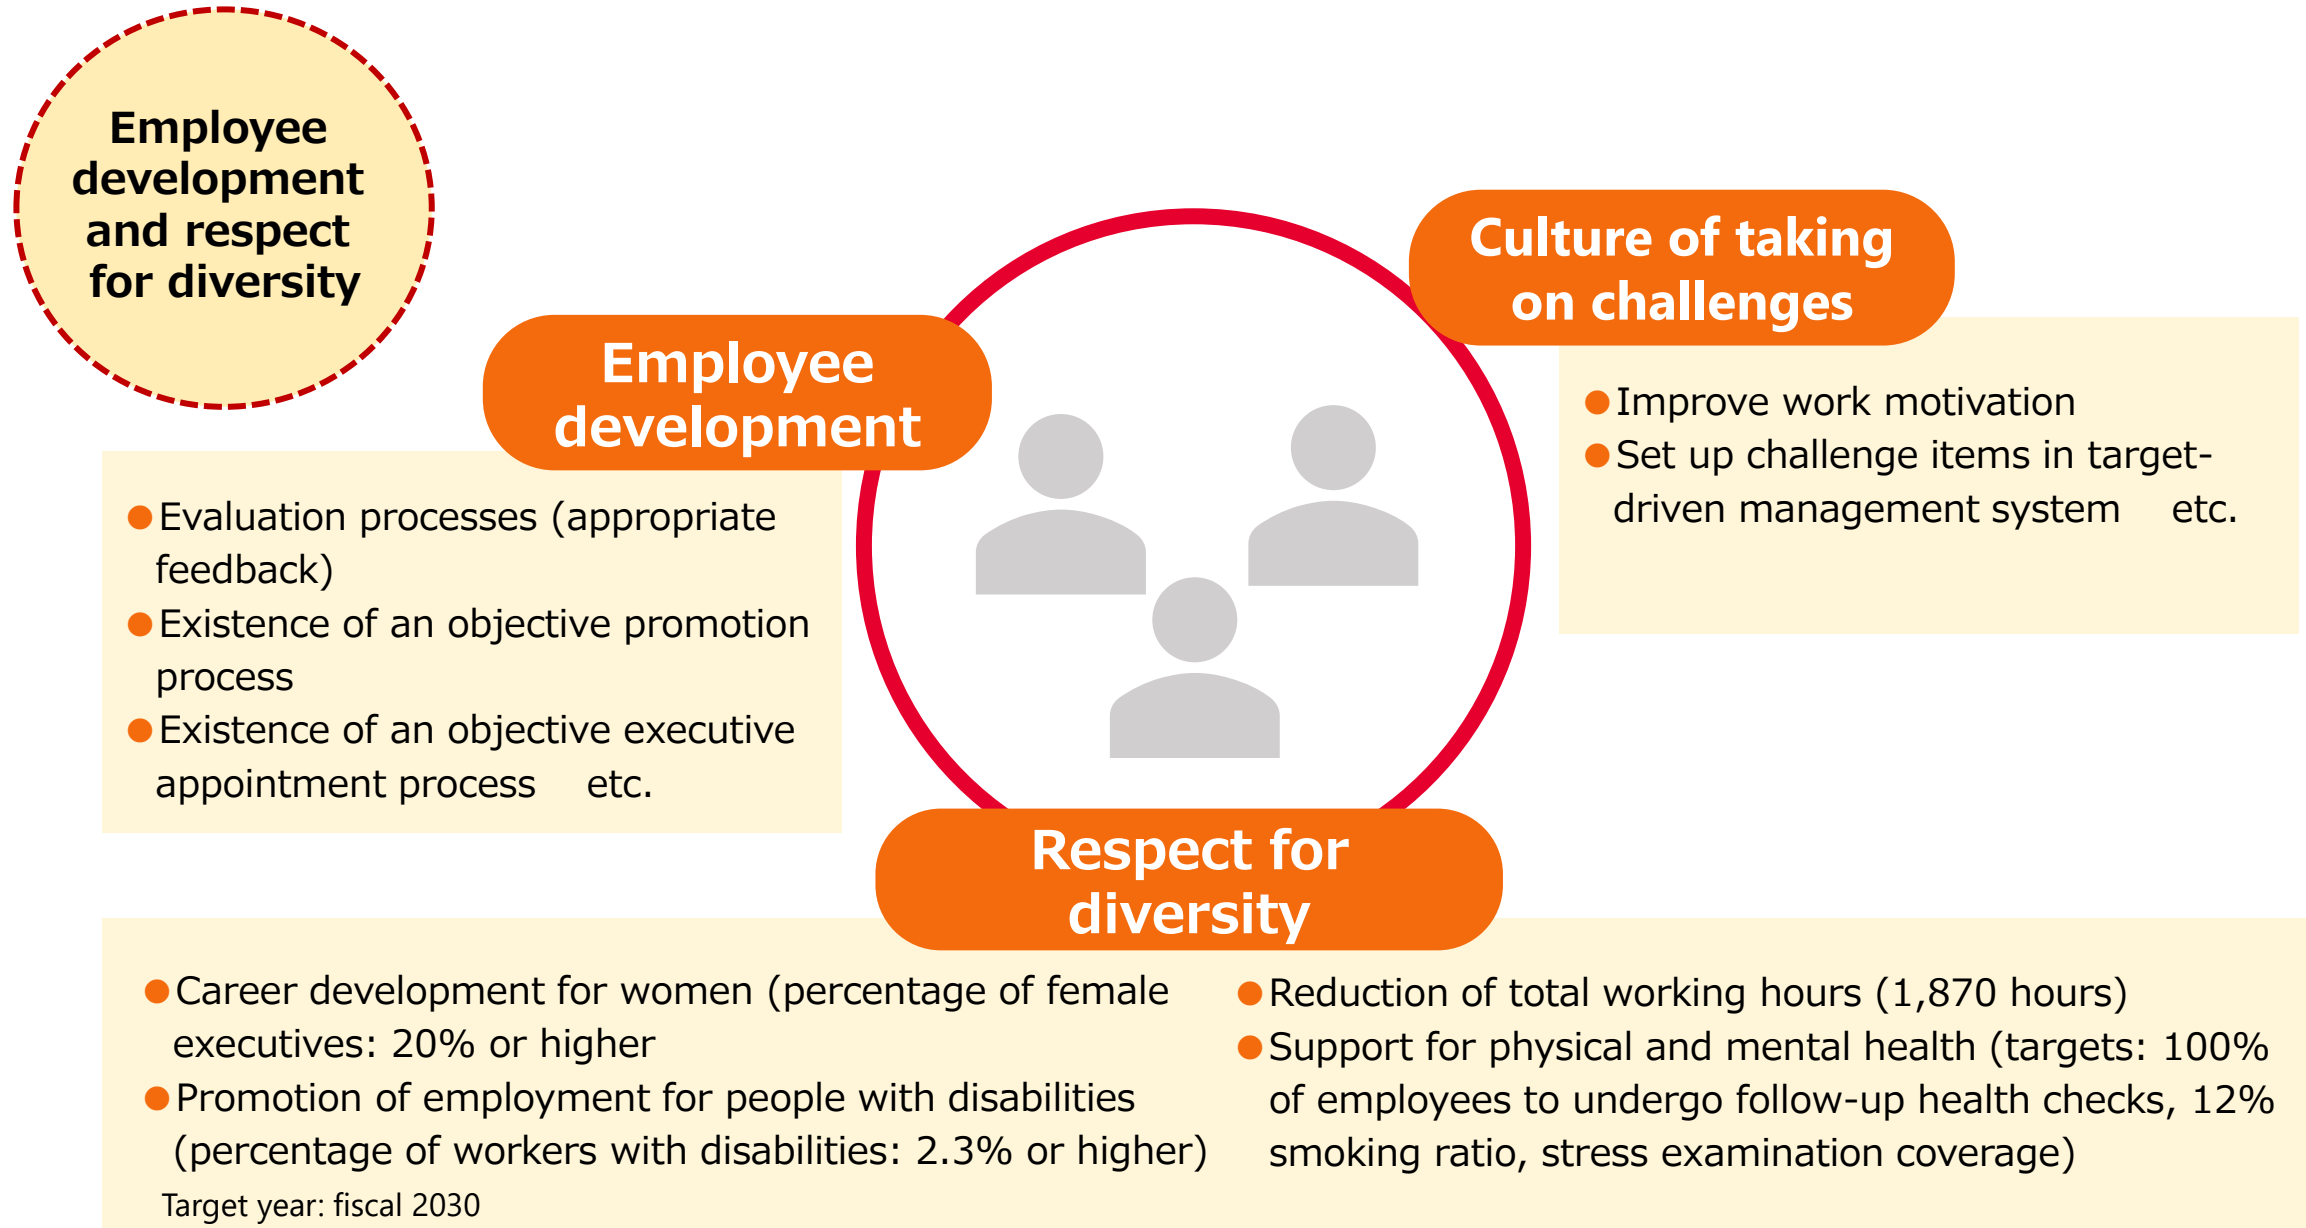 Employee
development
and respect
for diversity
Employee
development
● Evaluation processes (appropriate
feedback)
● Existence of an objective promotion
process
● Existence of an objective executive
appointment process etc.
Culture of taking
on challenges
● Improve work motivation
● Set up challenge items in target-
driven management system etc.
Respect for
diversity
● Career development for women (percentage of female
executives: 20% or higher
● Promotion of employment for people with disabilities
(percentage of workers with disabilities: 2.3% or higher)
Target year: fiscal 2030
● Reduction of total working hours (1,870 hours)
● Support for physical and mental health (targets: 100%
of employees to undergo follow-up health checks, 12%
smoking ratio, stress examination coverage)